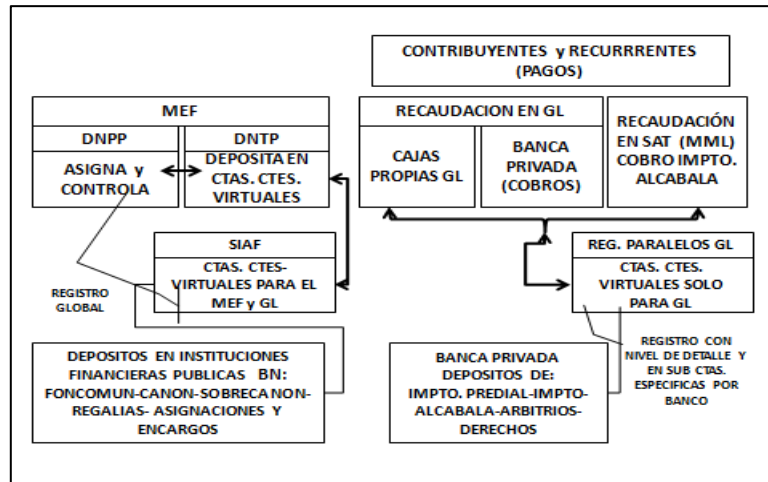 CONTRIBUYENTES y RECURRRENTES
(PAGOS)
MEF
DNPP
DNTP
ASIGNA y
CONTROLA
DEPOSITA EN
CTAS. CTES.
VIRTUALES
RECAUDACION EN GL
CAJAS
PROPIAS GL
BANCA
PRIVADA
(COBROS)
RECAUDACIÓN
EN SAT (MML)
COBRO IMPTO.
ALCABALA
SIAF
CTAS. CTES-
VIRTUALES PARA EL
MEF y GL
REG. PARALELOS GL
CTAS. CTES.
VIRTUALES SOLO
PARA GL
REGISTRO
GLOBAL
DEPOSITOS EN INSTITUCIONES
FINANCIERAS PUBLICAS BN:
FONCOMUN-CANON-SOBRECANON-
REGALIAS- ASIGNACIONES Y
ENCARGOS
BANCA PRIVADA
DEPOSITOS DE:
IMPTO. PREDIAL-IMPTO-
ALCABALA-ARBITRIOS-
DERECHOS
REGISTRO CON
NIVEL DE DETALLE Y
EN SUB CTAS.
ESPECIFICAS POR
BANCO